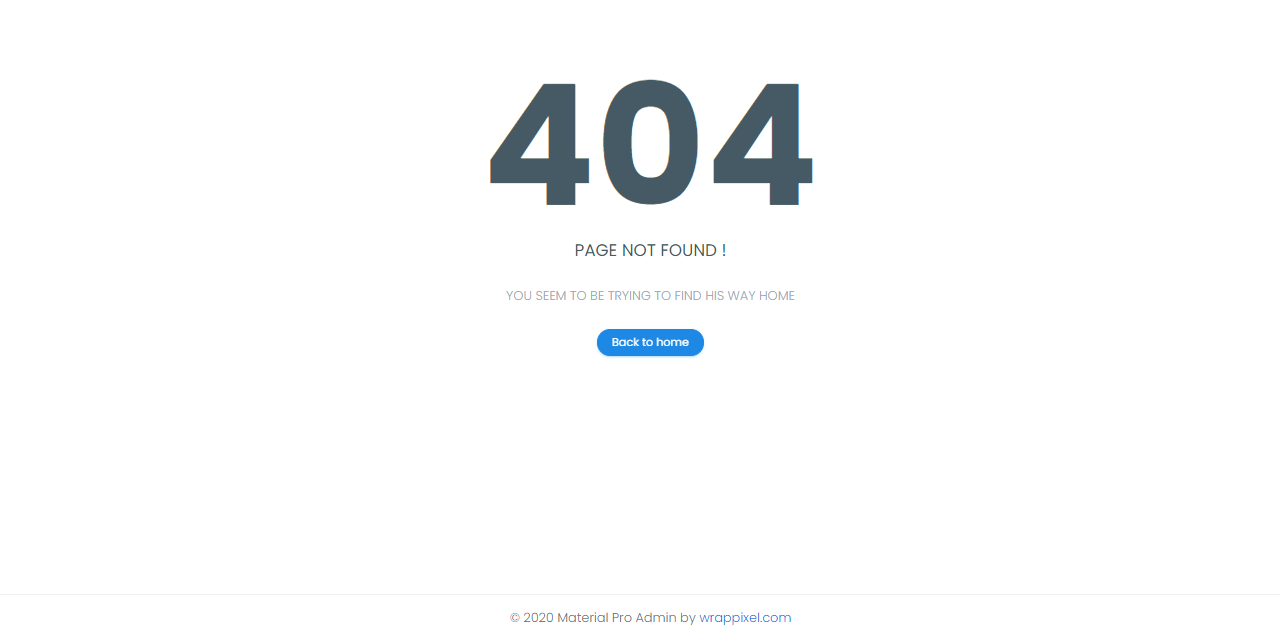 404
PAGE NOT FOUND !
YOU SEEM TO BE TRYING TO FIND HIS WAY HOME
Back to home
© 2020 Material Pro Admin by wrappixel.com